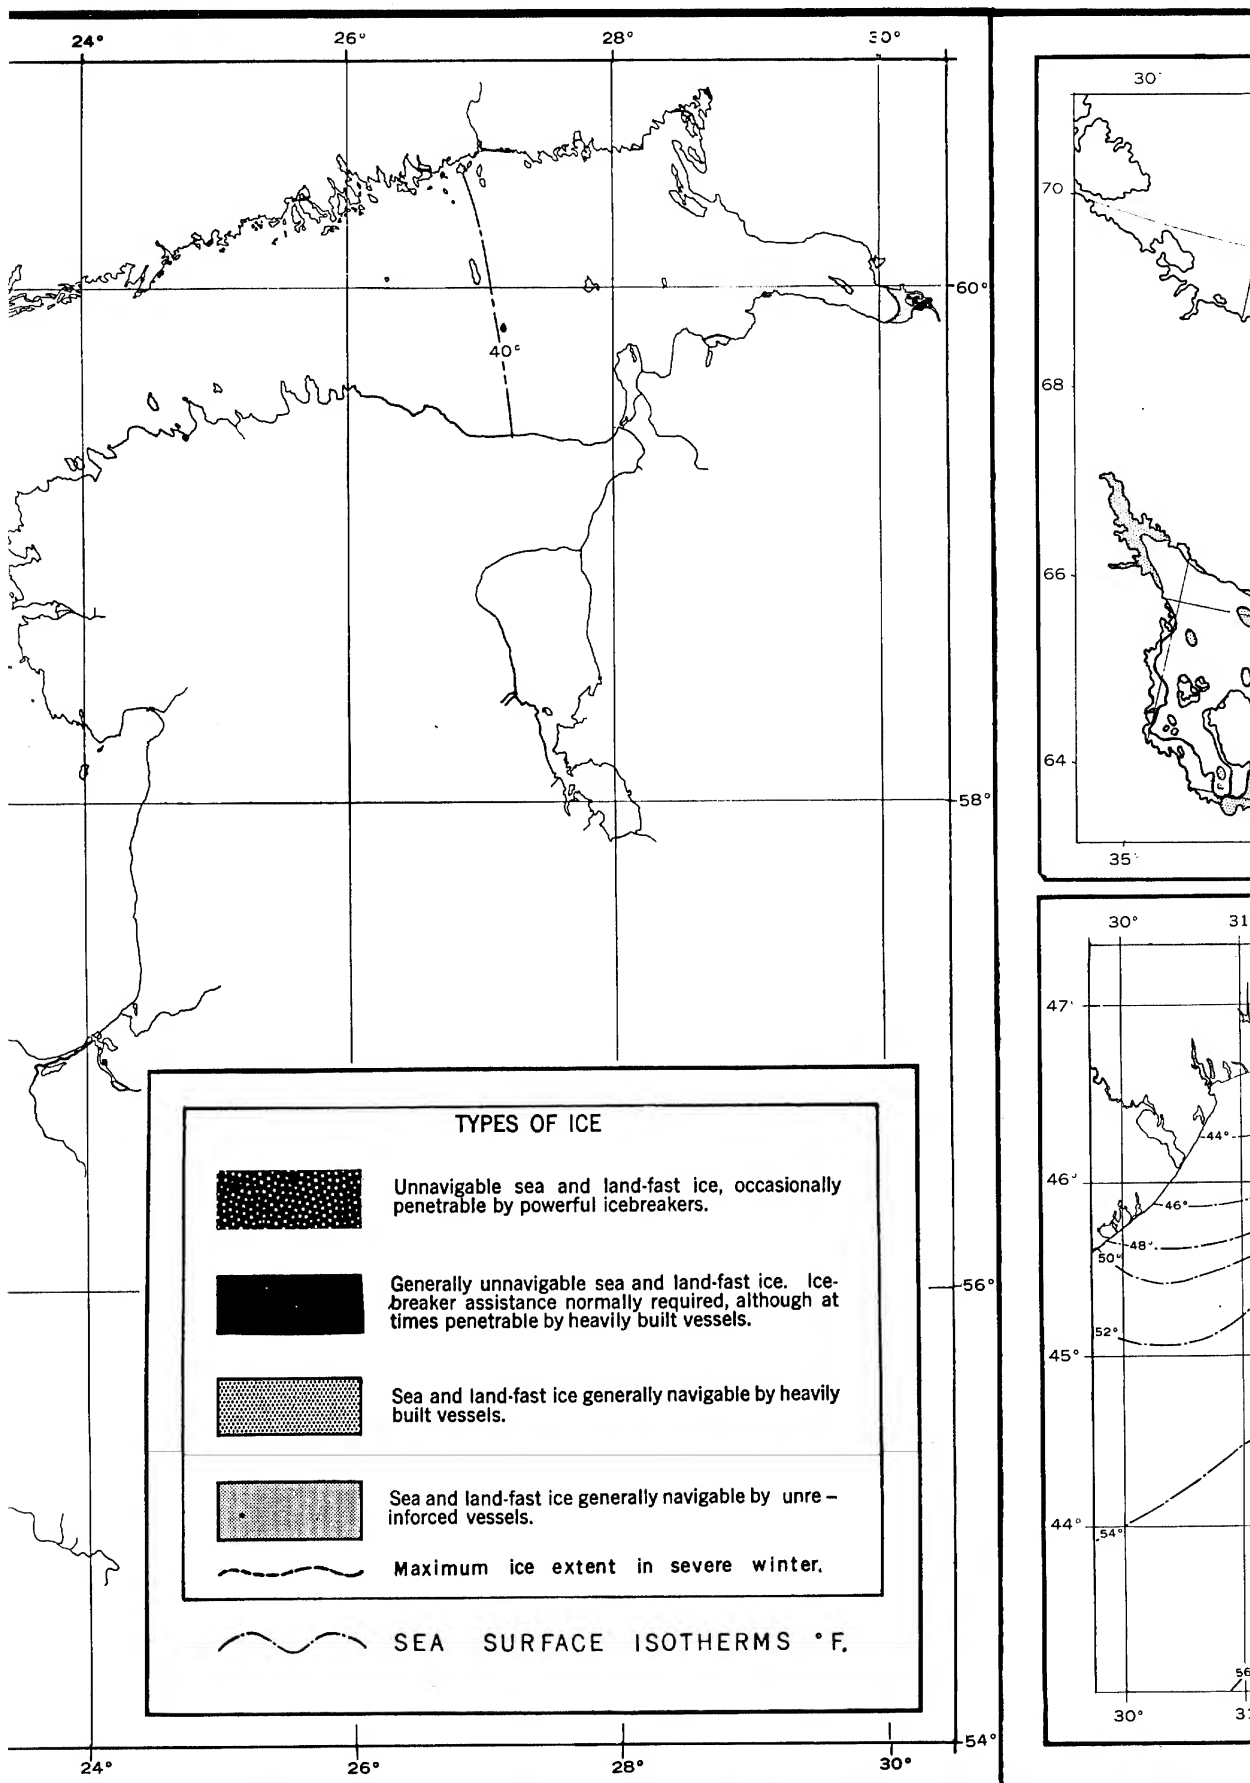 24° 26° 28° 30°
60°
40°
58°
56°
54°
24° 26° 28° 30°
TYPES OF ICE
Unnavigable sea and land-fast ice, occasionally
penetrable by powerful icebreakers.
Generally unnavigable sea and land-fast ice. Ice-
breaker assistance normally required, although at
times penetrable by heavily built vessels.
Sea and land-fast ice generally navigable by heavily
built vessels.
Sea and land-fast ice generally navigable by unre-
inforced vessels.
Maximum ice extent in severe winter.
SEA SURFACE ISOTHERMS °F.
30°
70
68
66
64
35°
30° 31
47°
44°
46°
46°
48°
50°
52°
45°
44°
54°
56
30°